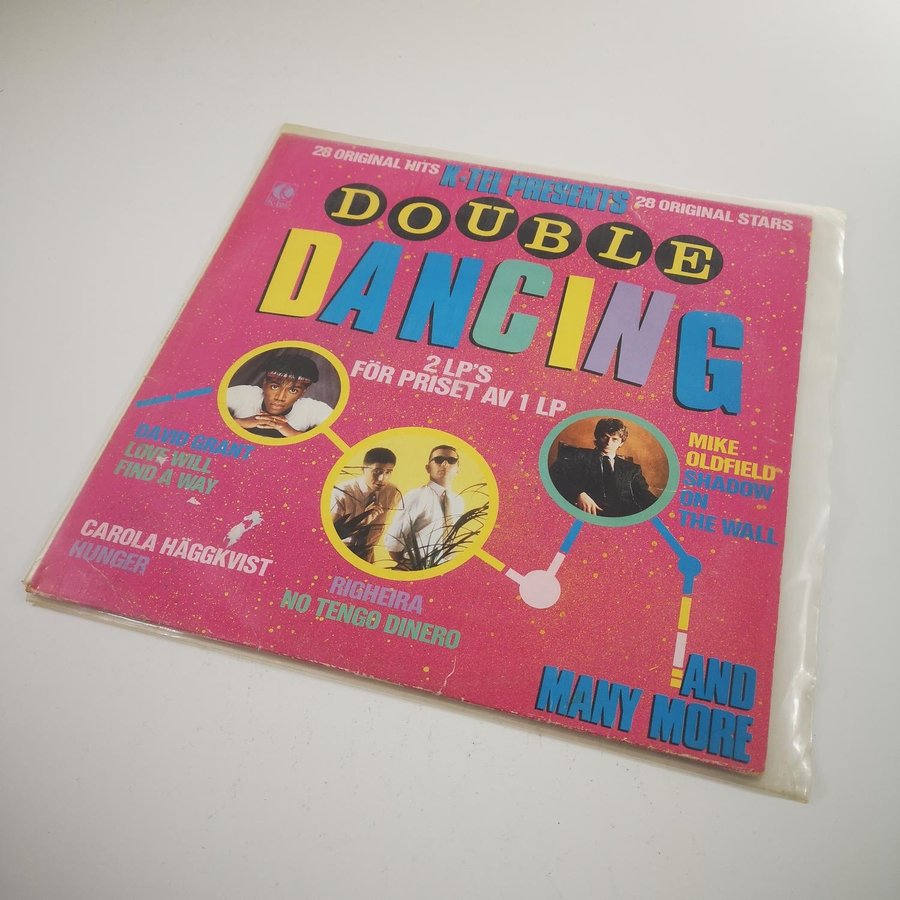 28 ORIGINAL HITS
K-TEL PRESENTS
28 ORIGINAL STARS
DOUBLE
DANCING
2 LP'S
FÖR PRISET AV 1 LP
DAVID GRANT
LOVE WILL
FIND A WAY
MIKE
OLDFIELD
SHADOW
ON
THE WALL
CAROLA HÄGGKVIST
HUNGER
RIGHEIRA
NO TENGO DINERO
AND
MANY MORE